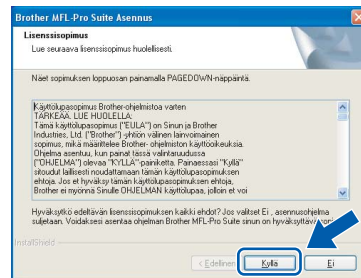 Brother MFL-Pro Suite Asennus
Lisenssisopimus
Lue seuraava lisenssisopimus huolellisesti.
Näet sopimuksen loppuosan painamalla PAGEDOWN-näppäintä.
Käyttölupasopimus Brother-ohjelmistoa varten
TÄRKEÄÄ. LUE HUOLELLA:
Tämä käyttölupasopimus ("EULA") on Sinun ja Brother
Industries, Ltd ("Brother") -yhtiön välinen lainvoimainen
sopimus, mikä määrittelee Brother- ohjelmiston käyttöoikeuksia.
Ohjelma asentuu, kun painat tässä valintaruudussa
("OHJELMA") olevaa "KYLLÄ"-painiketta. Painaessasi "Kyllä"
sitoudut laillisesti noudattamaan tämän käyttölupasopimuksen
ehtoja. Jos et hyväksy tämän käyttölupasopimuksen ehtoja,
Brother ei myönnä Sinulle OHJELMAN käyttölupaa, jolloin et voi
Hyväksytkö edeltävän lisenssisopimuksen kaikki ehdot? Jos valitset Ei , asennusohjelma
suljetaan. Voidaksesi asentaa ohjelman Brother MFL-Pro Suite sinun on hyväksyttävä
InstallShield
< Edellinen
Kyllä
Ei